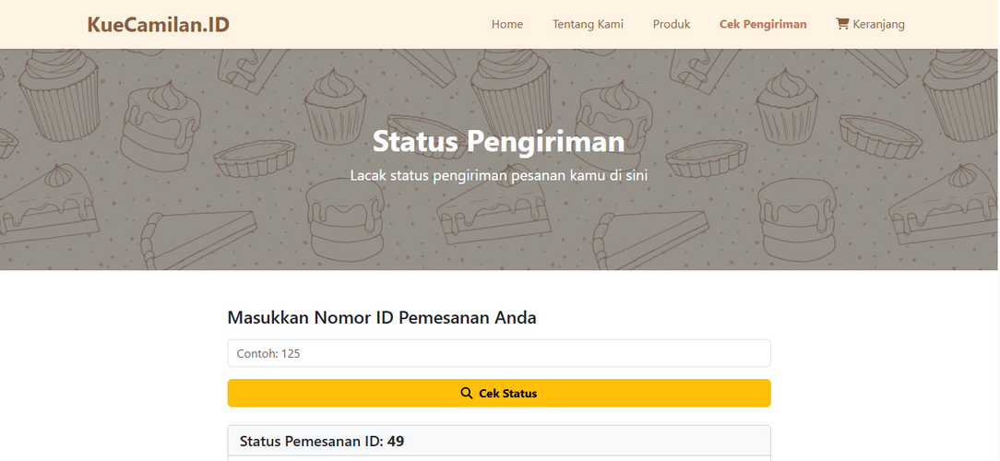 KueCamilan.ID
Home Tentang Kami Produk Cek Pengiriman Keranjang
Status Pengiriman
Lacak status pengiriman pesanan kamu di sini
Masukkan Nomor ID Pemesanan Anda
Contoh: 125
Cek Status
Status Pemesanan ID: 49